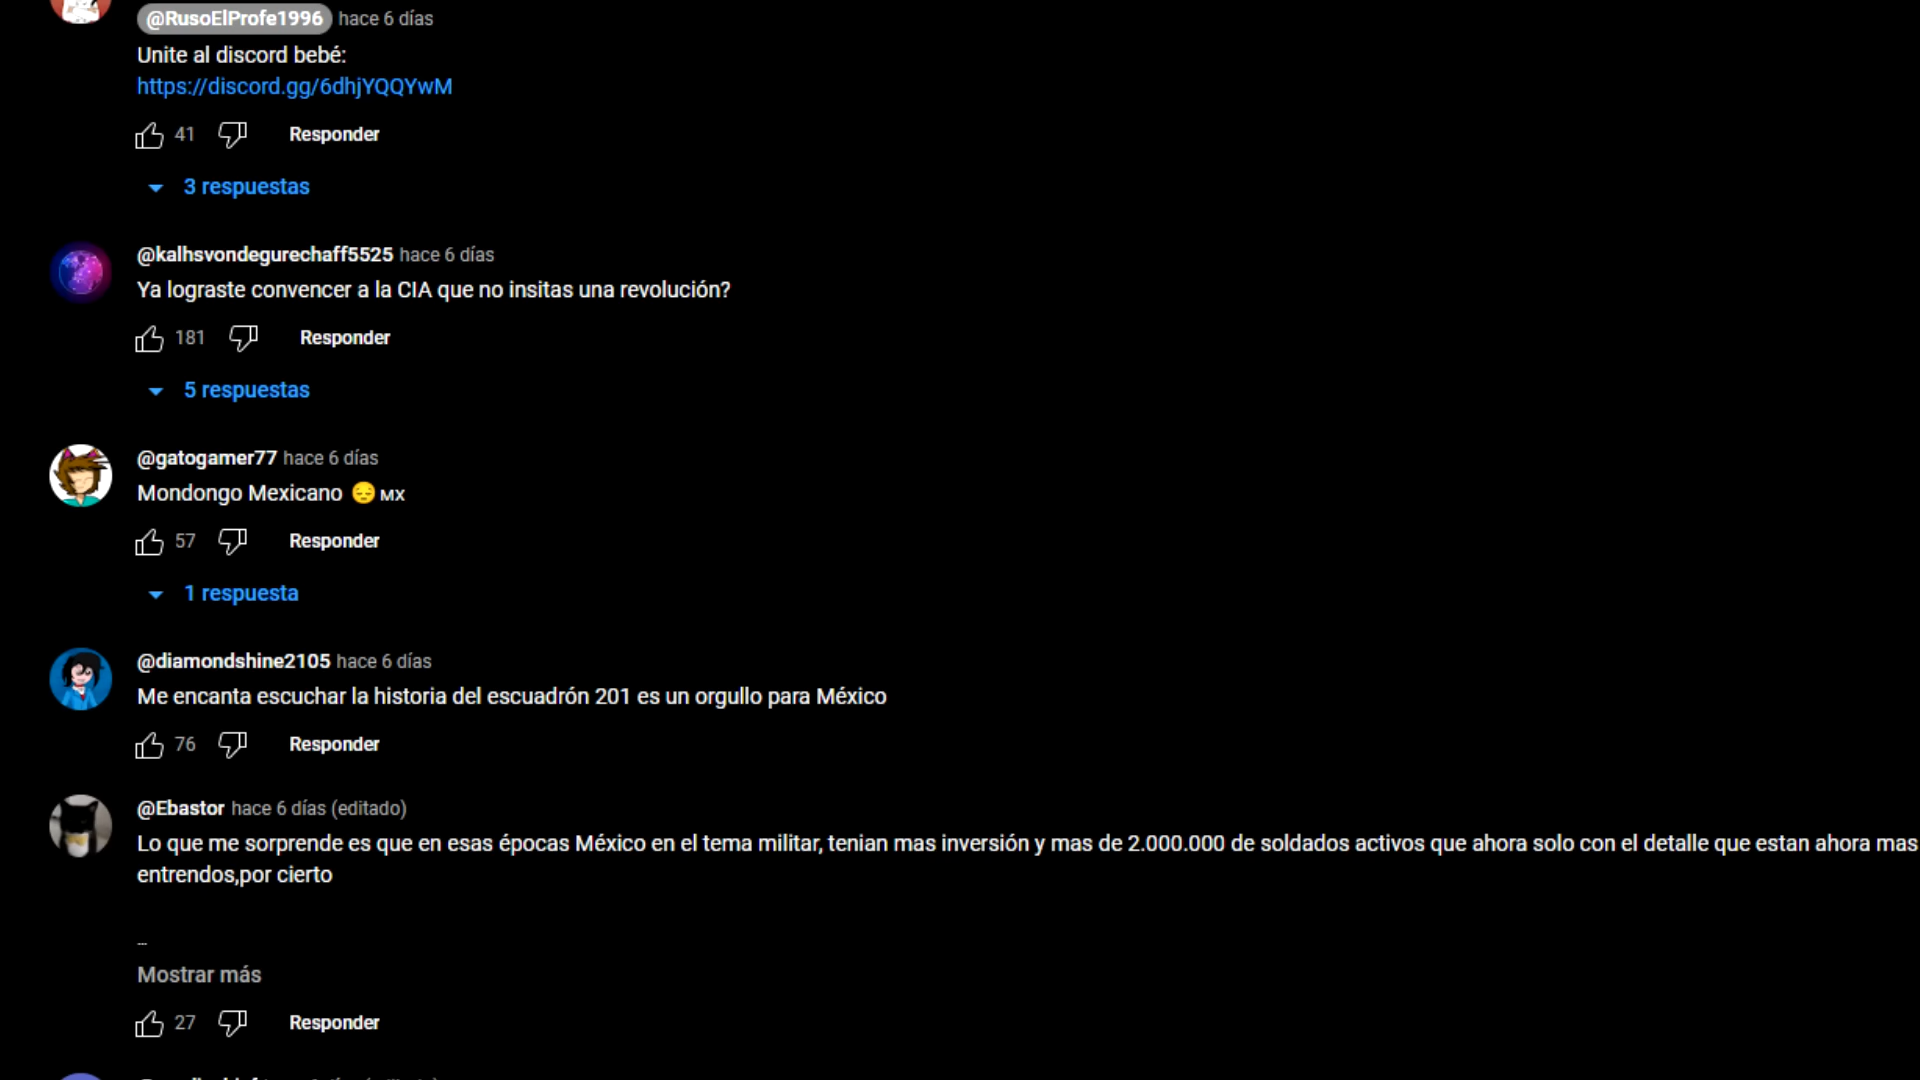 @RusoElProfe1996 hace 6 días
Unite al discord bebé:
https://discord.gg/6dhjYQQYwM
41 Responder
3 respuestas
@kalhsvondegurechaff5525 hace 6 días
Ya lograste convencer a la CIA que no insitas una revolución?
181 Responder
5 respuestas
@gatogamer77 hace 6 días
Mondongo Mexicano 😔 MX
57 Responder
1 respuesta
@diamondshine2105 hace 6 días
Me encanta escuchar la historia del escuadrón 201 es un orgullo para México
76 Responder
@Ebastor hace 6 días (editado)
Lo que me sorprende es que en esas épocas México en el tema militar, tenian mas inversión y mas de 2.000.000 de soldados activos que ahora solo con el detalle que estan ahora mas
entrendos,por cierto
...
Mostrar más
27 Responder